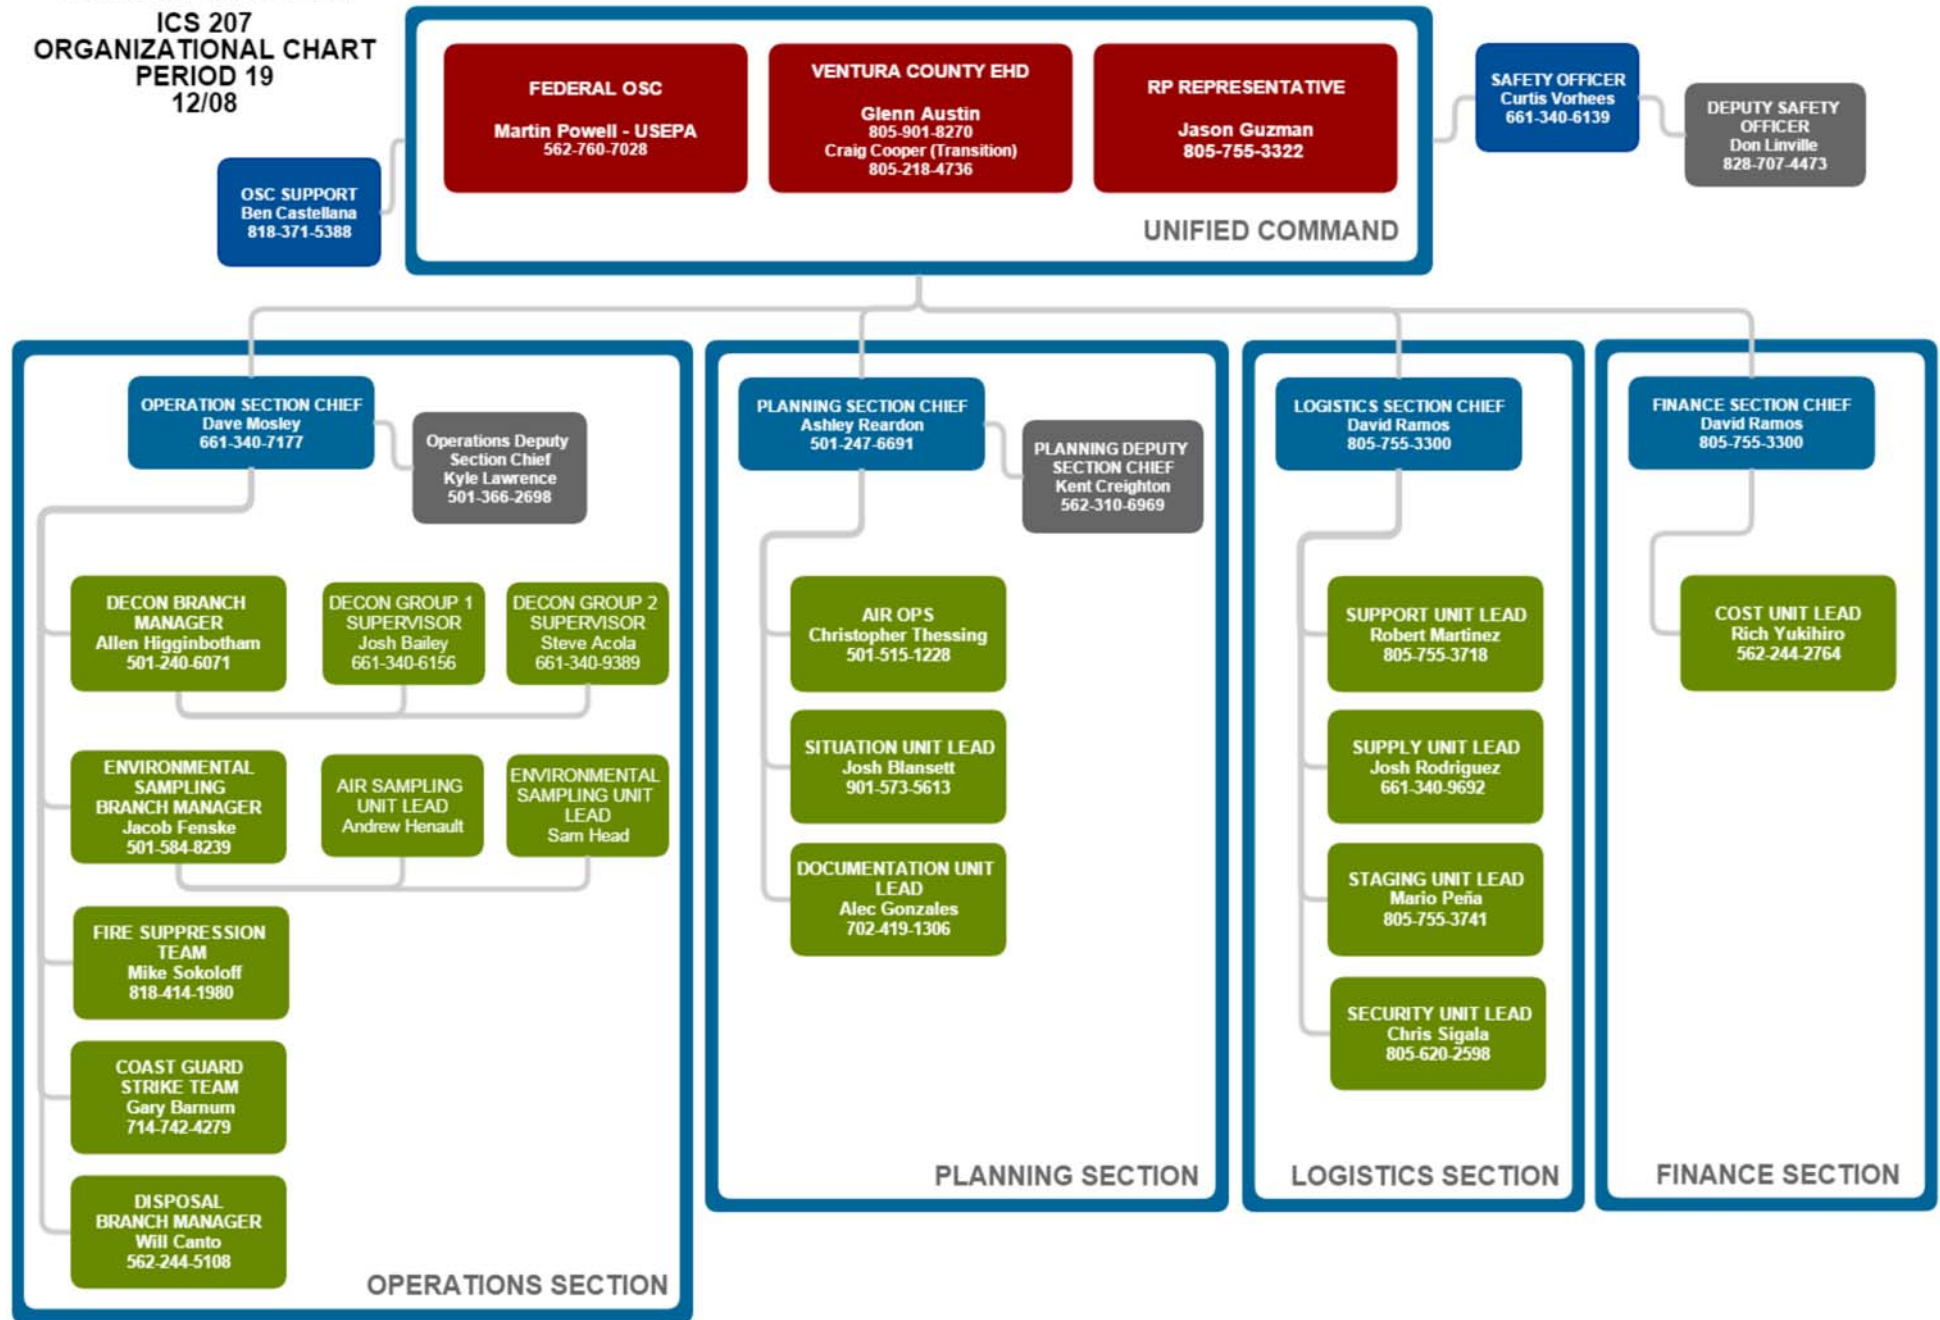 ICS 207
ORGANIZATIONAL CHART
PERIOD 19
12/08
FEDERAL OSC
Martin Powell - USEPA
562-760-7028
VENTURA COUNTY EHD
Glenn Austin
805-901-8270
Craig Cooper (Transition)
805-218-4736
RP REPRESENTATIVE
Jason Guzman
805-755-3322
UNIFIED COMMAND
SAFETY OFFICER
Curtis Vorhees
661-340-6139
DEPUTY SAFETY
OFFICER
Don Linville
828-707-4473
OSC SUPPORT
Ben Castellana
818-371-5388
OPERATION SECTION CHIEF
Dave Mosley
661-340-7177
Operations Deputy
Section Chief
Kyle Lawrence
501-366-2698
DECON BRANCH
MANAGER
Allen Higginbotham
501-240-6071
DECON GROUP 1
SUPERVISOR
Josh Bailey
661-340-6156
DECON GROUP 2
SUPERVISOR
Steve Acola
661-340-9389
ENVIRONMENTAL
SAMPLING
BRANCH MANAGER
Jacob Fenske
501-584-8239
AIR SAMPLING
UNIT LEAD
Andrew Henault
ENVIRONMENTAL
SAMPLING UNIT
LEAD
Sam Head
FIRE SUPPRESSION
TEAM
Mike Sokoloff
818-414-1980
COAST GUARD
STRIKE TEAM
Gary Barnum
714-742-4279
DISPOSAL
BRANCH MANAGER
Will Canto
562-244-5108
OPERATIONS SECTION
PLANNING SECTION CHIEF
Ashley Reardon
501-247-6691
PLANNING DEPUTY
SECTION CHIEF
Kent Creighton
562-310-6969
AIR OPS
Christopher Thessing
501-515-1228
SITUATION UNIT LEAD
Josh Blansett
901-573-5613
DOCUMENTATION UNIT
LEAD
Alec Gonzales
702-419-1306
PLANNING SECTION
LOGISTICS SECTION CHIEF
David Ramos
805-755-3300
SUPPORT UNIT LEAD
Robert Martinez
805-755-3718
SUPPLY UNIT LEAD
Josh Rodriguez
661-340-9692
STAGING UNIT LEAD
Mario Peña
805-755-3741
SECURITY UNIT LEAD
Chris Sigala
805-620-2598
LOGISTICS SECTION
FINANCE SECTION CHIEF
David Ramos
805-755-3300
COST UNIT LEAD
Rich Yukihiro
562-244-2764
FINANCE SECTION